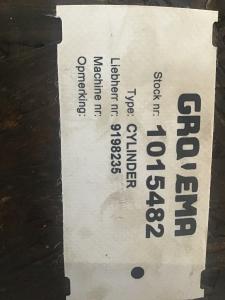 GROVEMA
Stock nr: 1015482
Type: CYLINDER
Liebherr nr: 9198235
Machine nr:
Opmerking: